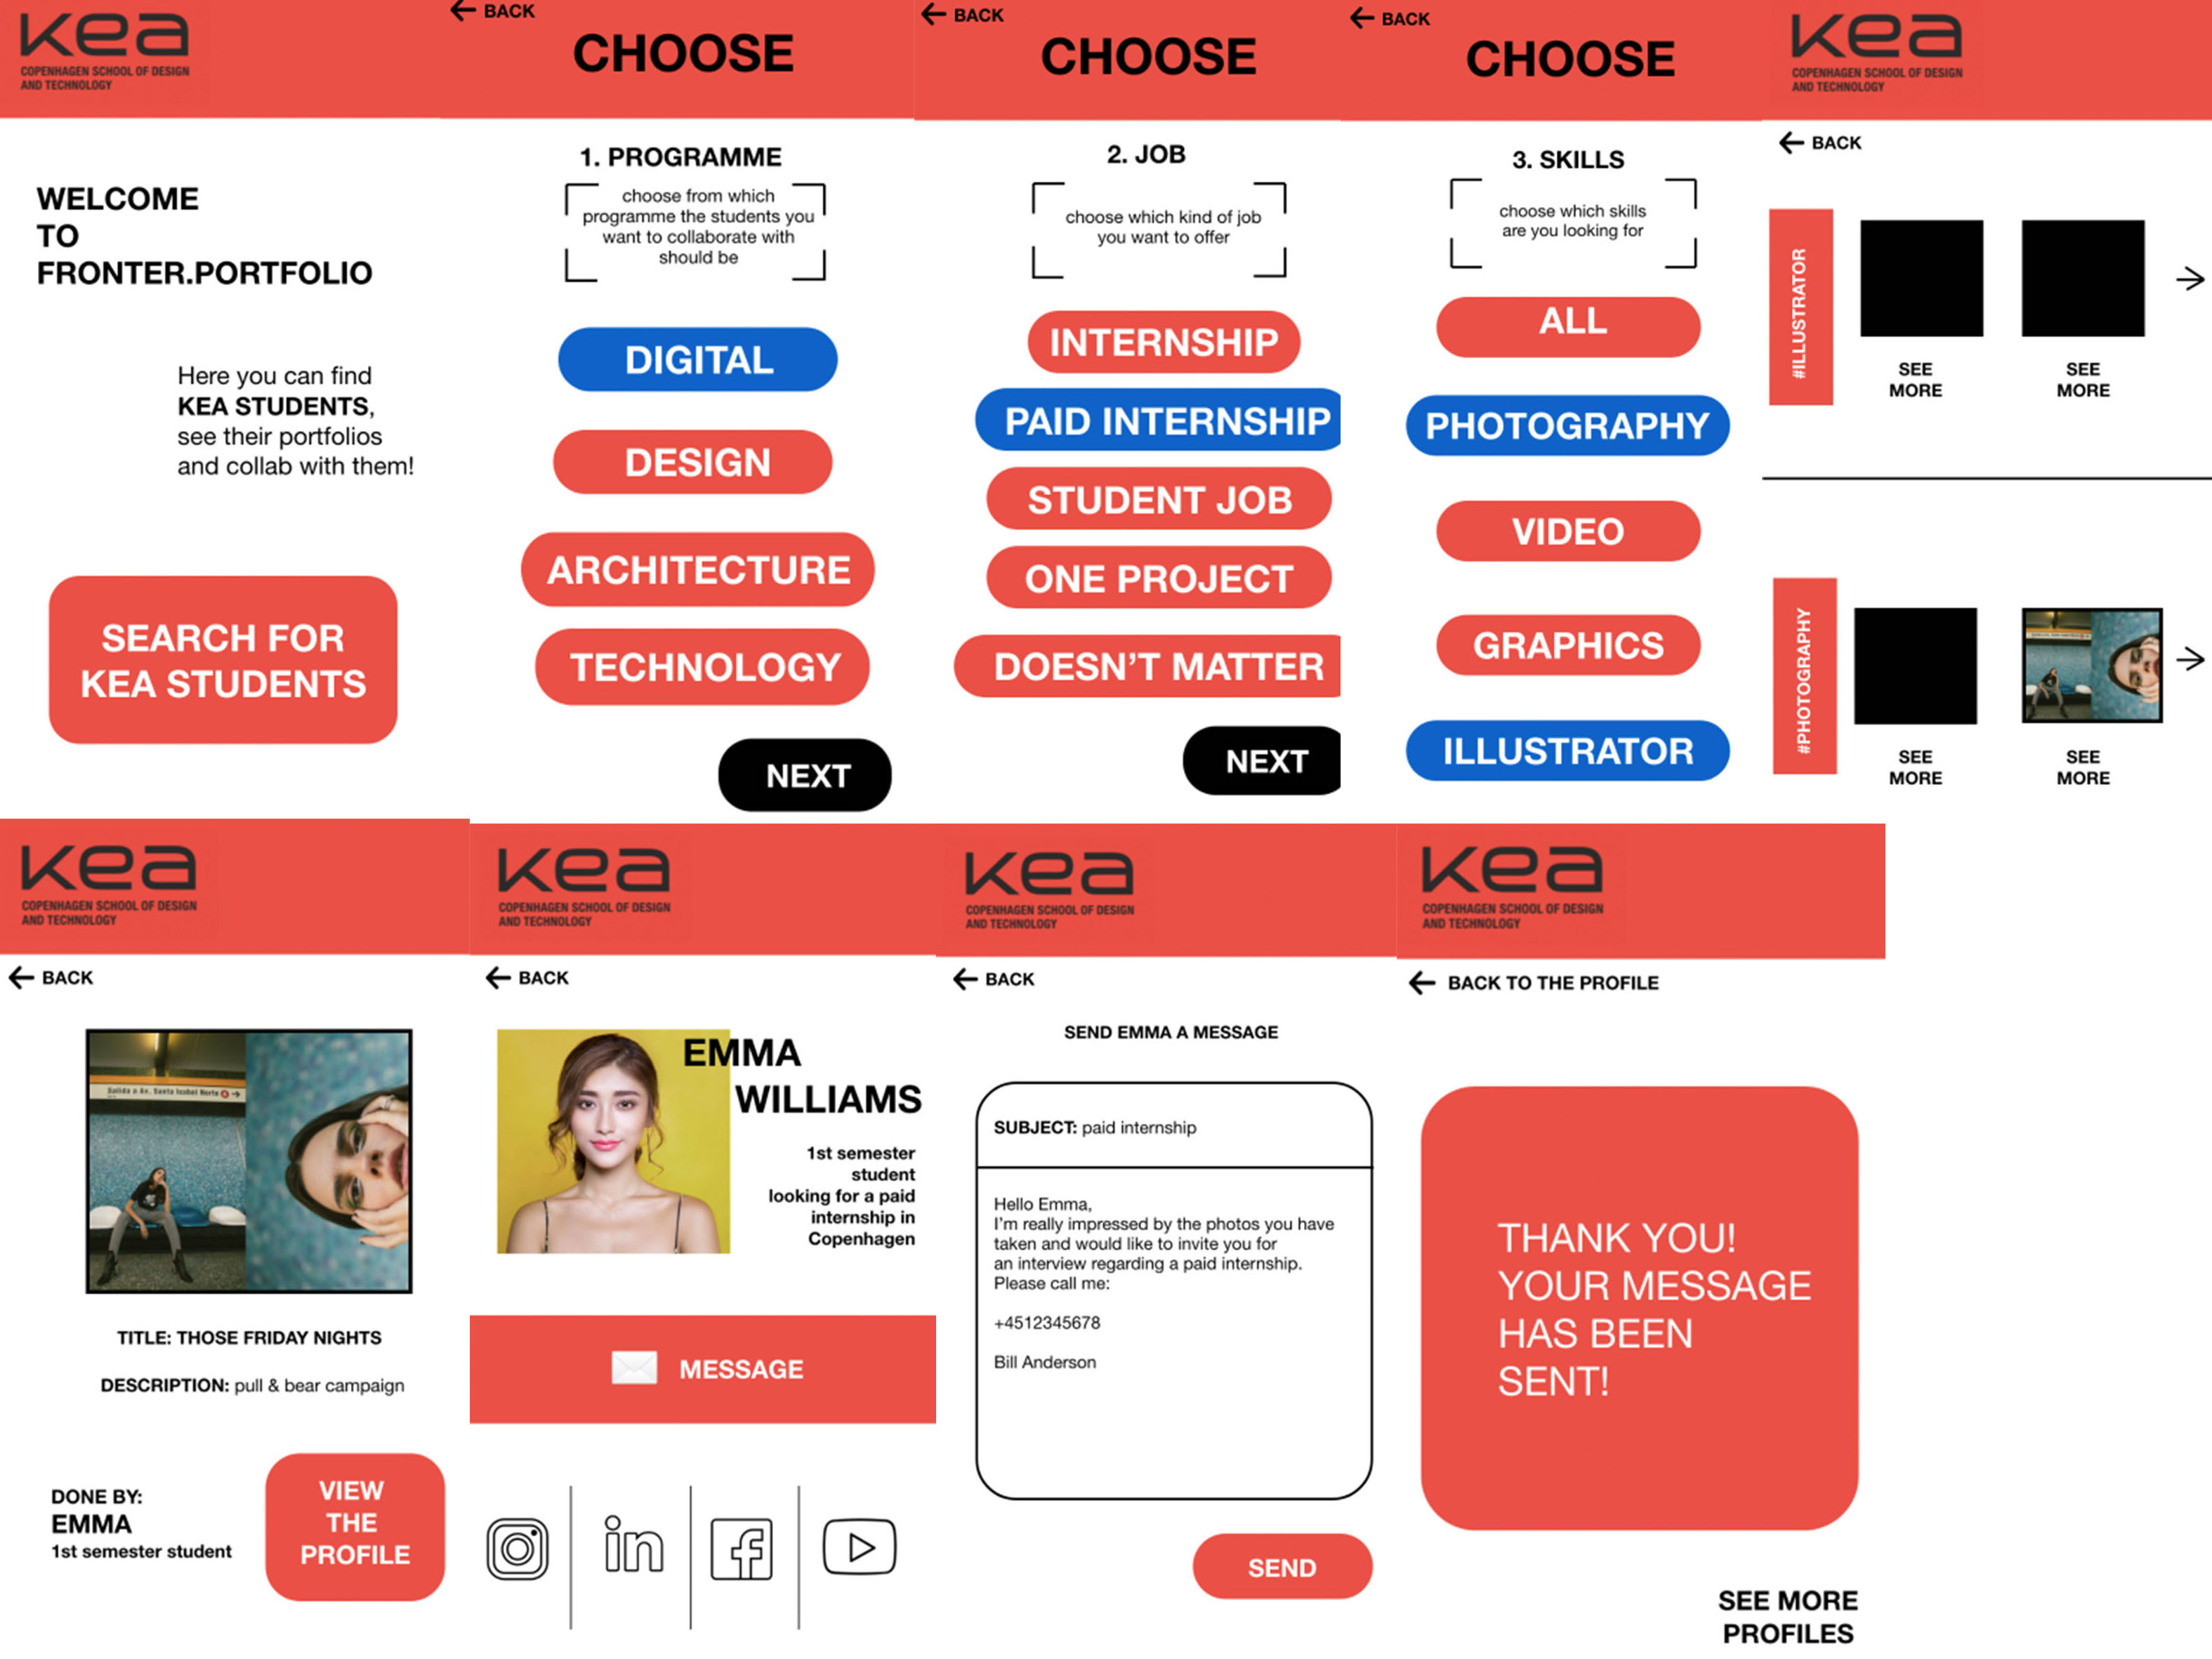 kea
COPENHAGEN SCHOOL OF DESIGN
AND TECHNOLOGY
WELCOME
TO
FRONTER.PORTFOLIO
Here you can find
KEA STUDENTS,
see their portfolios
and collab with them!
SEARCH FOR
KEA STUDENTS
BACK
CHOOSE
1. PROGRAMME
choose from which
programme the students you
want to collaborate with
should be
DIGITAL
DESIGN
ARCHITECTURE
TECHNOLOGY
NEXT
BACK
CHOOSE
2. JOB
choose which kind of job
you want to offer
INTERNSHIP
PAID INTERNSHIP
STUDENT JOB
ONE PROJECT
DOESN'T MATTER
NEXT
BACK
CHOOSE
3. SKILLS
choose which skills
are you looking for
ALL
PHOTOGRAPHY
VIDEO
GRAPHICS
ILLUSTRATOR
kea
COPENHAGEN SCHOOL OF DESIGN
AND TECHNOLOGY
BACK
#ILLUSTRATOR
SEE
MORE
SEE
MORE
#PHOTOGRAPHY
SEE
MORE
SEE
MORE
kea
COPENHAGEN SCHOOL OF DESIGN
AND TECHNOLOGY
BACK
Salida a Av. Santa Isabel Norte
TITLE: THOSE FRIDAY NIGHTS
DESCRIPTION: pull & bear campaign
DONE BY:
EMMA
1st semester student
VIEW
THE
PROFILE
kea
COPENHAGEN SCHOOL OF DESIGN
AND TECHNOLOGY
BACK
EMMA
WILLIAMS
1st semester
student
looking for a paid
internship in
Copenhagen
MESSAGE
in
f
kea
COPENHAGEN SCHOOL OF DESIGN
AND TECHNOLOGY
BACK
SEND EMMA A MESSAGE
SUBJECT: paid internship
Hello Emma,
I'm really impressed by the photos you have
taken and would like to invite you for
an interview regarding a paid internship.
Please call me:
+4512345678
Bill Anderson
SEND
kea
COPENHAGEN SCHOOL OF DESIGN
AND TECHNOLOGY
BACK TO THE PROFILE
THANK YOU!
YOUR MESSAGE
HAS BEEN
SENT!
SEE MORE
PROFILES